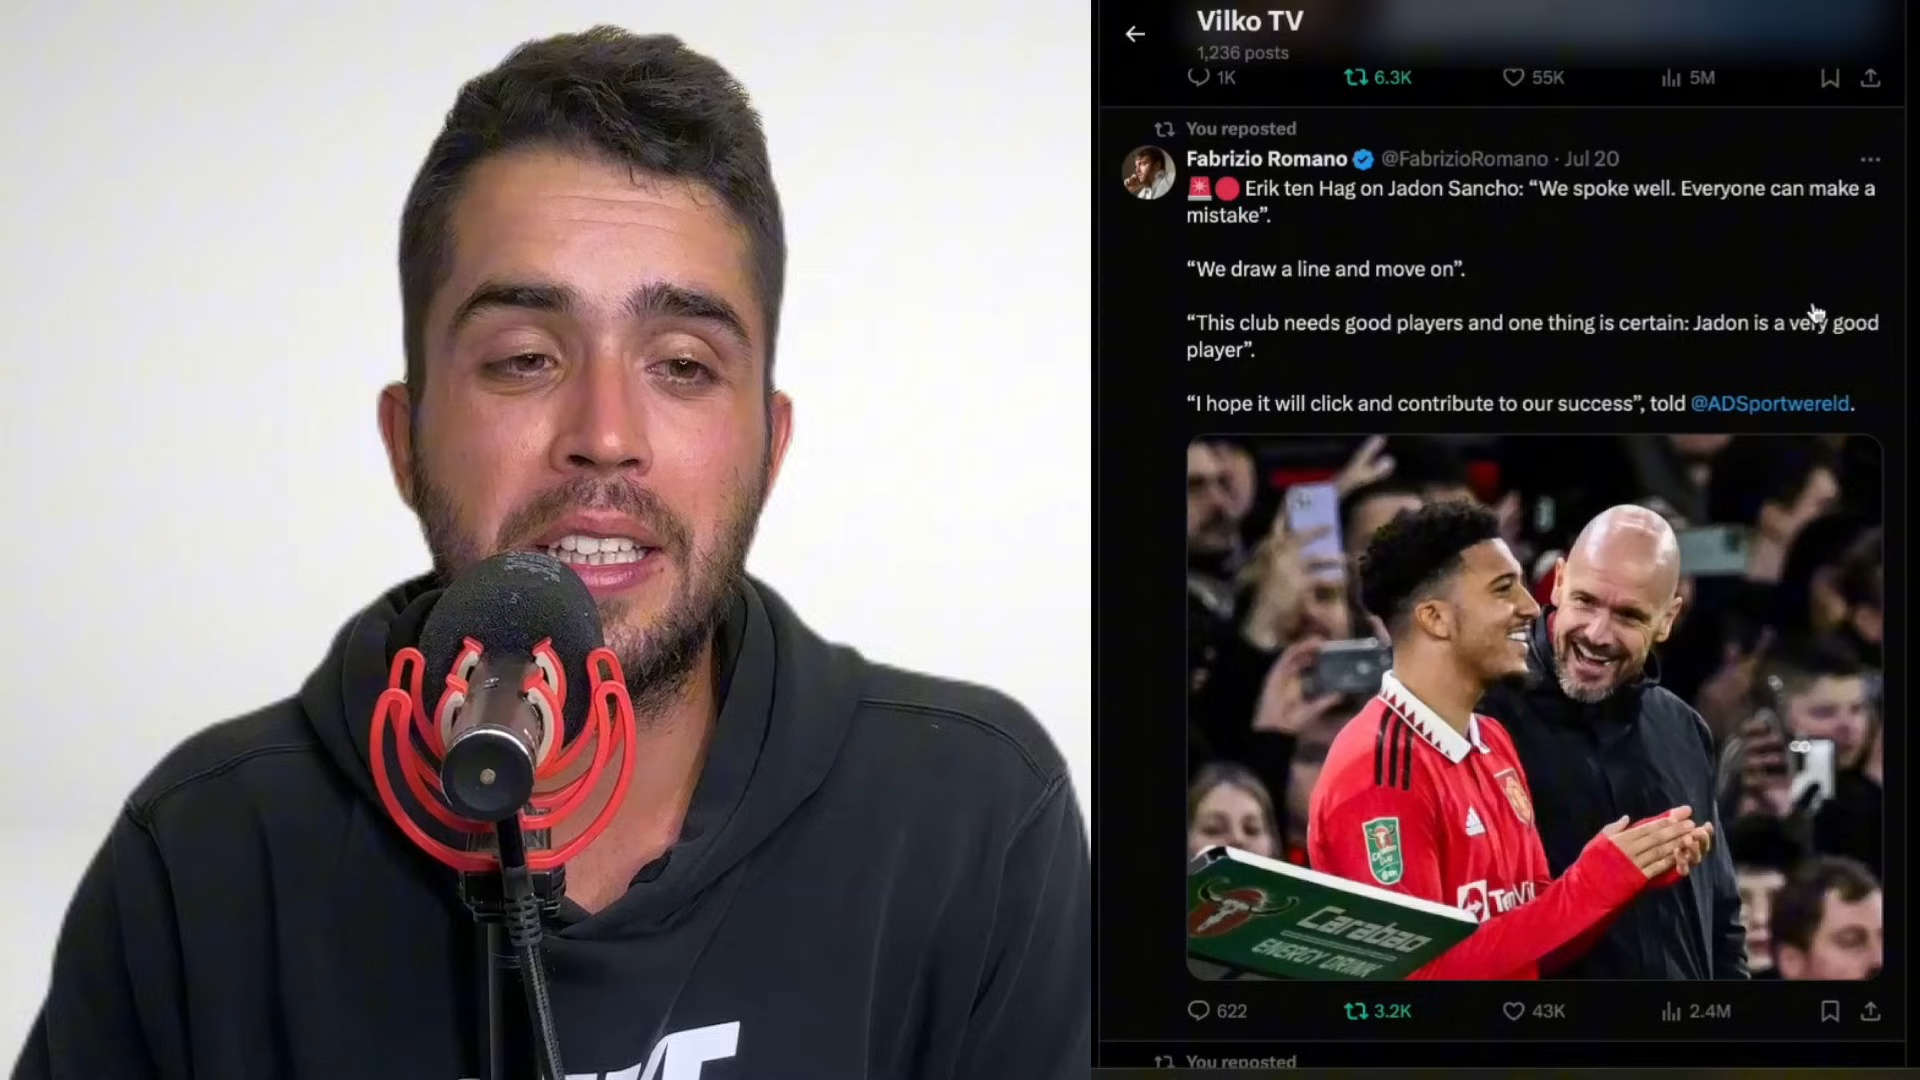 Vilko TV
1,236 posts
1K 6.3K 55K 5M
You reposted
Fabrizio Romano @FabrizioRomano · Jul 20
🚨🔴 Erik ten Hag on Jadon Sancho: “We spoke well. Everyone can make a
mistake”.
“We draw a line and move on”.
“This club needs good players and one thing is certain: Jadon is a very good
player”.
“I hope it will click and contribute to our success”, told @ADSportwereld.
Carabao
ENERGY DRINK
622 3.2K 43K 2.4M
You reposted